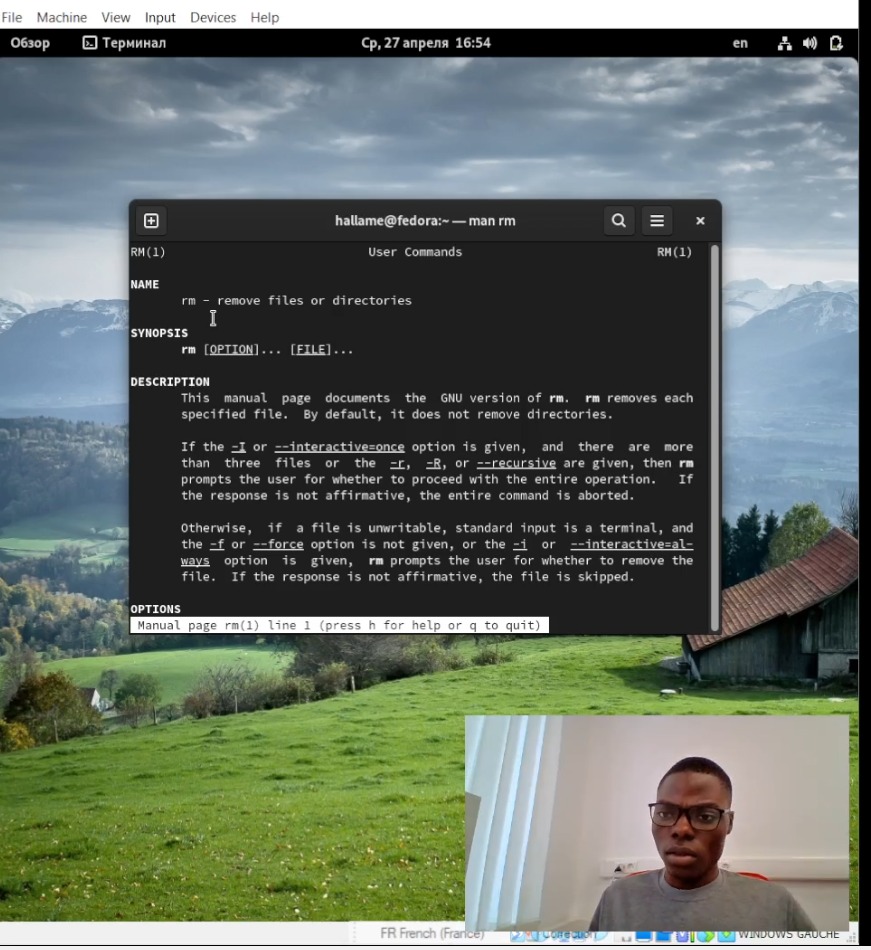 File Machine View Input Devices Help
Обзор Терминал Ср, 27 апреля 16:54 en
hallame@fedora:~ — man rm
RM(1) User Commands RM(1)
NAME
rm - remove files or directories
SYNOPSIS
rm [OPTION]... [FILE]...
DESCRIPTION
This manual page documents the GNU version of rm. rm removes each
specified file. By default, it does not remove directories.
If the -I or --interactive=once option is given, and there are more
than three files or the -r, -R, or --recursive are given, then rm
prompts the user for whether to proceed with the entire operation. If
the response is not affirmative, the entire command is aborted.
Otherwise, if a file is unwritable, standard input is a terminal, and
the -f or --force option is not given, or the -i or --interactive=al-
ways option is given, rm prompts the user for whether to remove the
file. If the response is not affirmative, the file is skipped.
OPTIONS
Manual page rm(1) line 1 (press h for help or q to quit)
FR French (France) WINDOWS GAUCHE